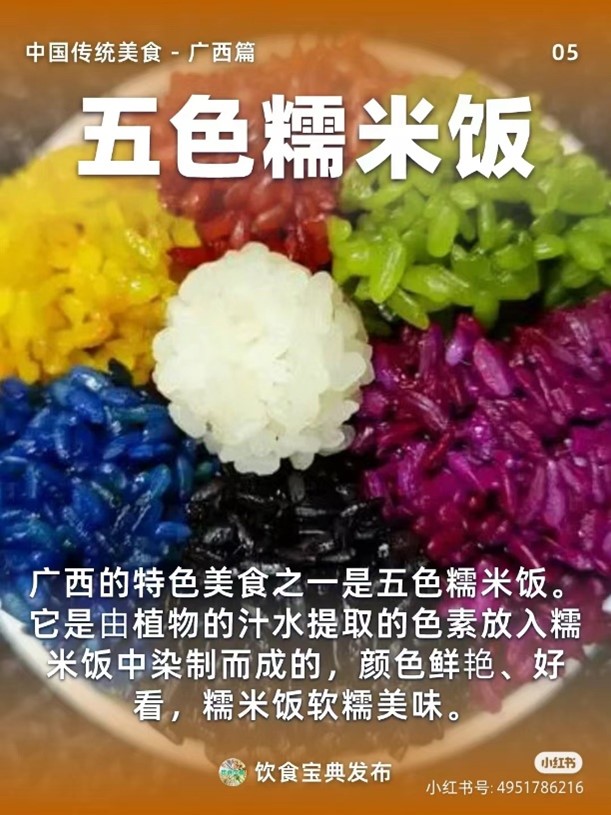 中国传统美食 - 广西篇
05
五色糯米饭
广西的特色美食之一是五色糯米饭。
它是由植物的汁水提取的色素放入糯
米饭中染制而成的，颜色鲜艳、好
看，糯米饭软糯美味。
饮食宝典发布
小红书
小红书号: 4951786216